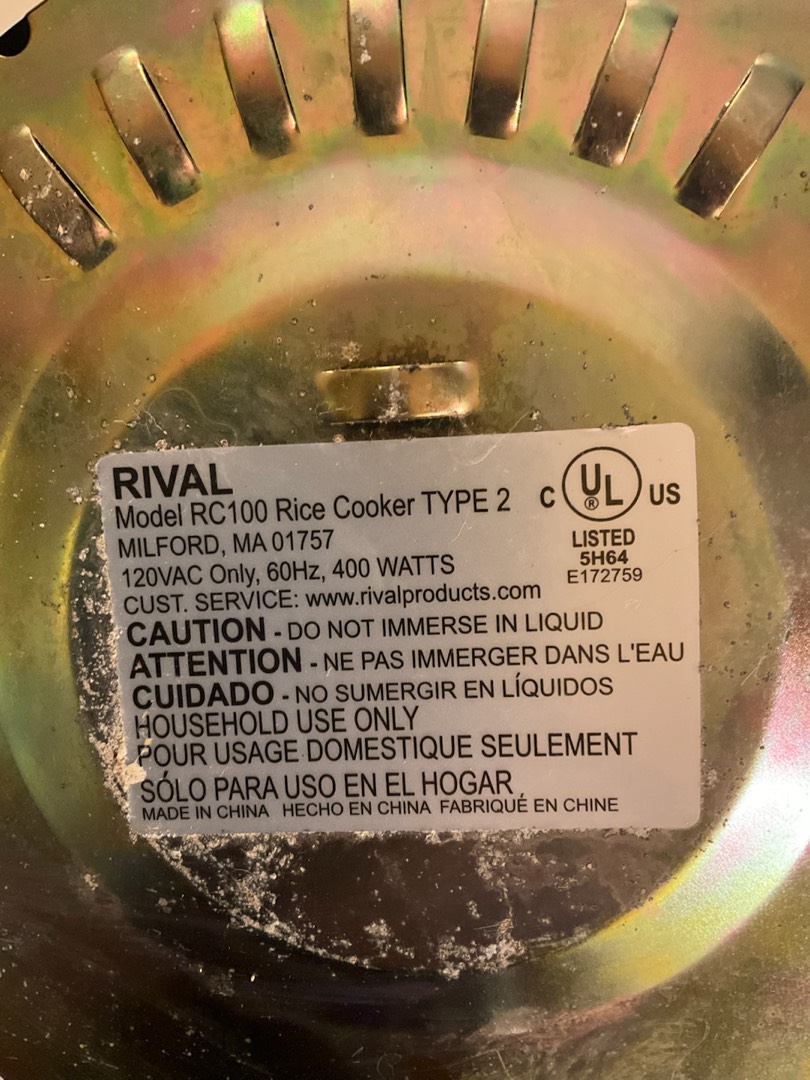 RIVAL
Model RC100 Rice Cooker TYPE 2
MILFORD, MA 01757
120VAC Only, 60Hz, 400 WATTS
CUST. SERVICE: www.rivalproducts.com
C UL ® US
LISTED
5H64
E172759
CAUTION - DO NOT IMMERSE IN LIQUID
ATTENTION - NE PAS IMMERGER DANS L'EAU
CUIDADO - NO SUMERGIR EN LÍQUIDOS
HOUSEHOLD USE ONLY
POUR USAGE DOMESTIQUE SEULEMENT
SÓLO PARA USO EN EL HOGAR
MADE IN CHINA HECHO EN CHINA FABRIQUÉ EN CHINE